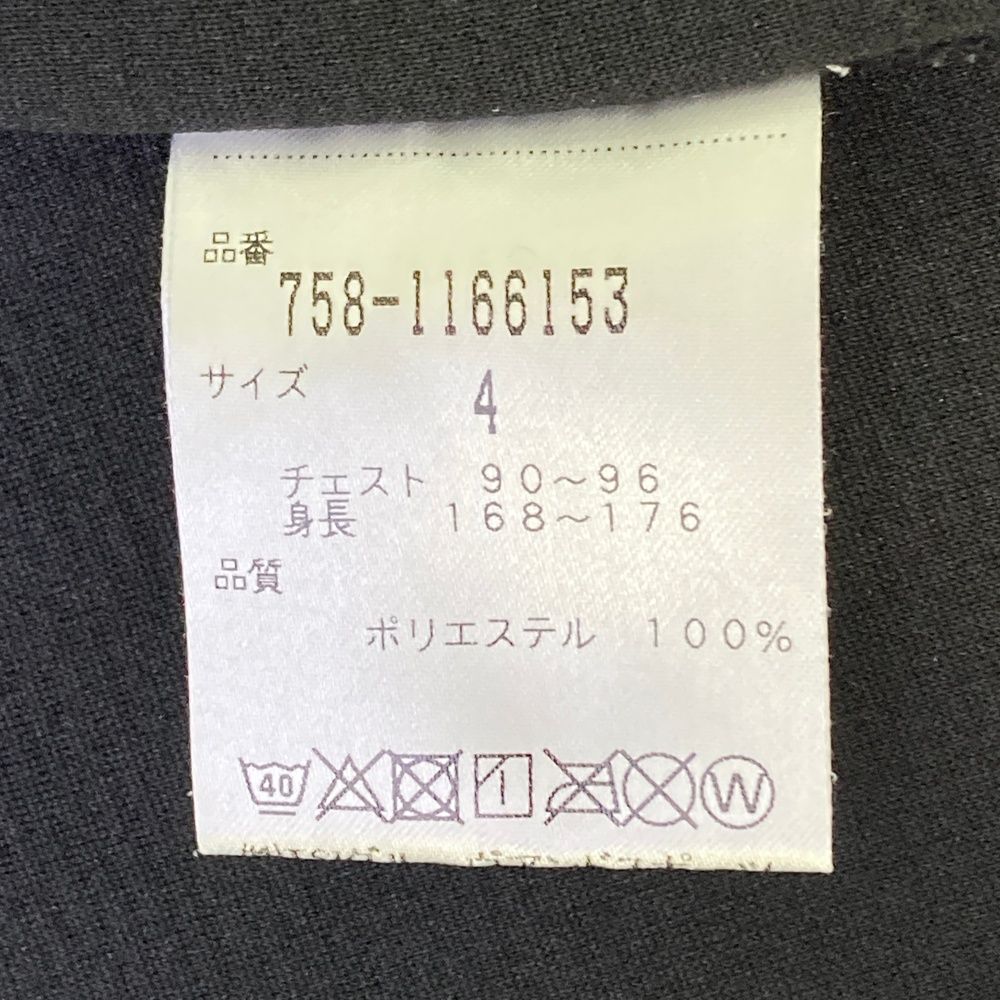 品番
758-1166153
サイズ
4
チェスト 90～96
身長 168～176
品質
ポリエステル 100%
40
W